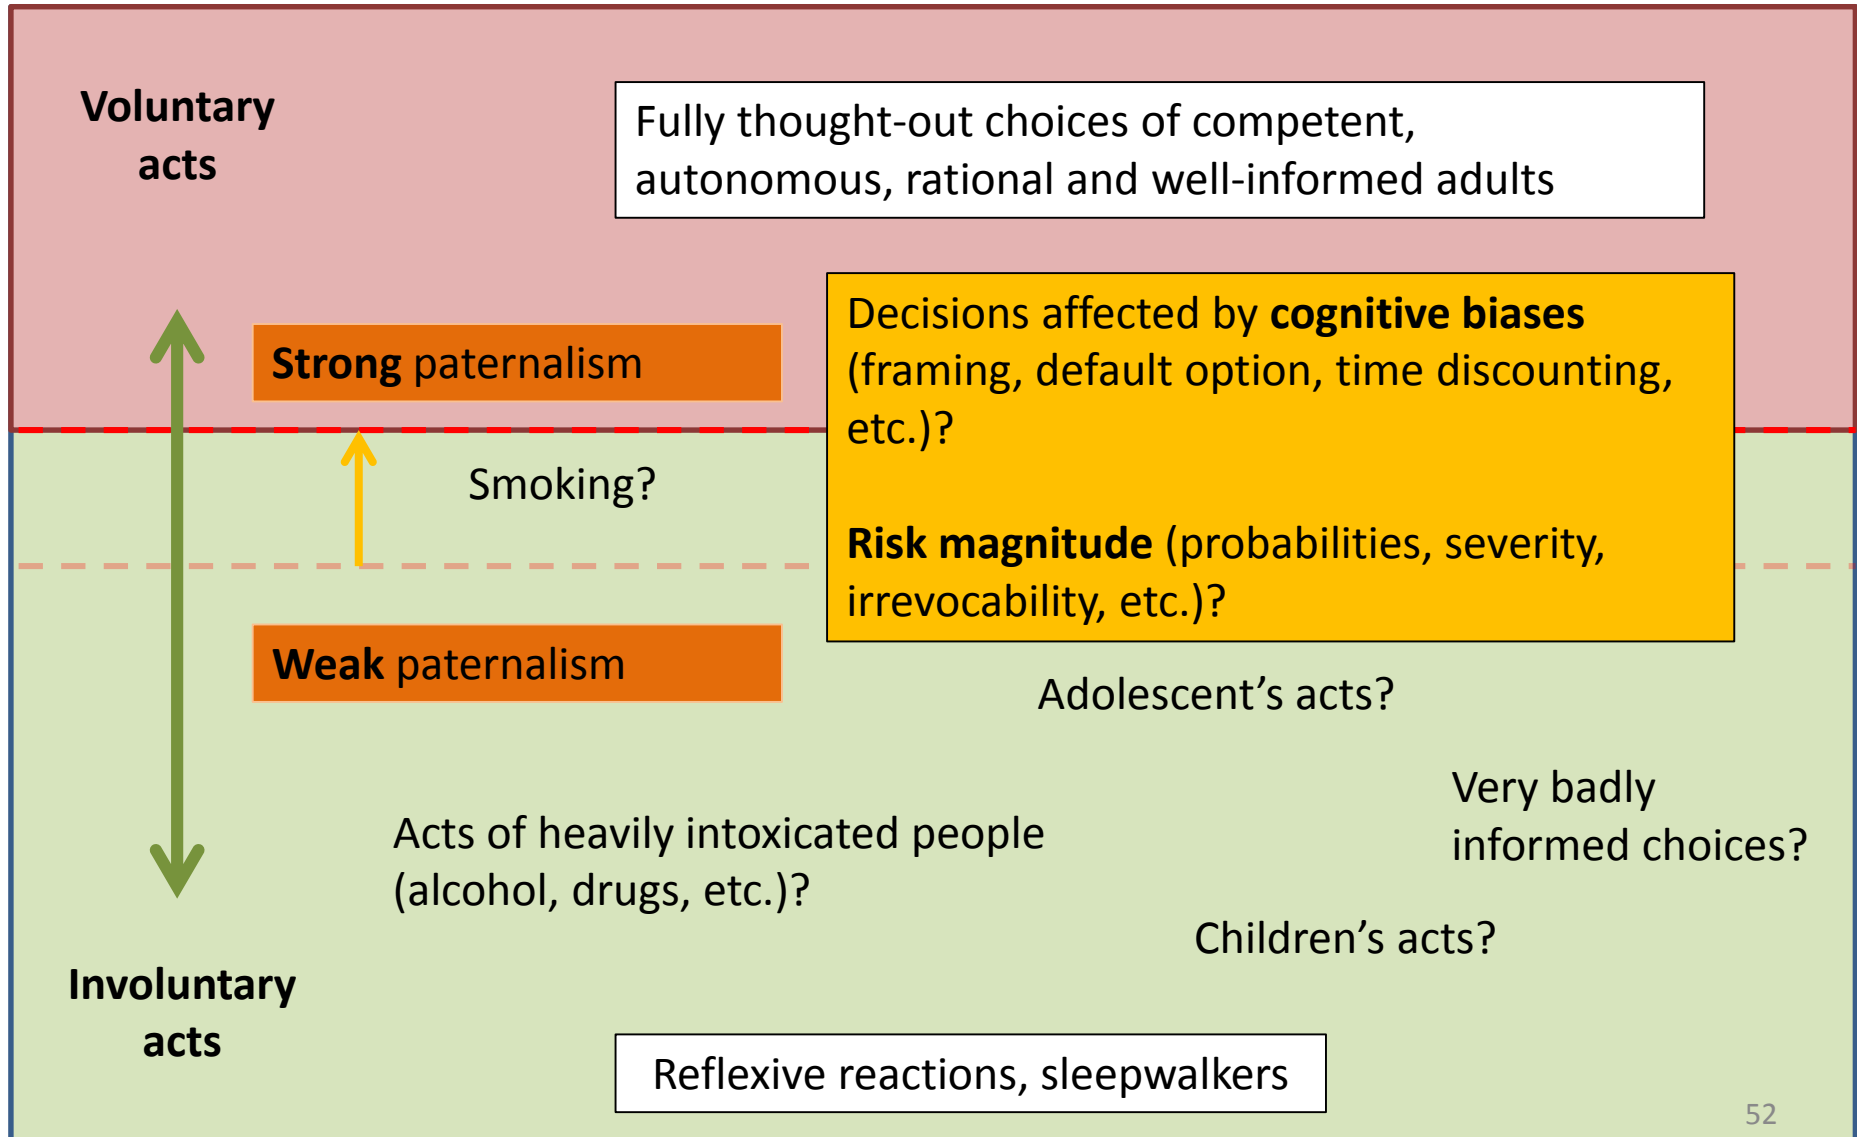 Voluntary
acts
Fully thought-out choices of competent,
autonomous, rational and well-informed adults
Strong paternalism
Decisions affected by cognitive biases
(framing, default option, time discounting,
etc.)?
Risk magnitude (probabilities, severity,
irrevocability, etc.)?
Smoking?
Weak paternalism
Adolescent’s acts?
Very badly
informed choices?
Acts of heavily intoxicated people
(alcohol, drugs, etc.)?
Children’s acts?
Involuntary
acts
Reflexive reactions, sleepwalkers
52